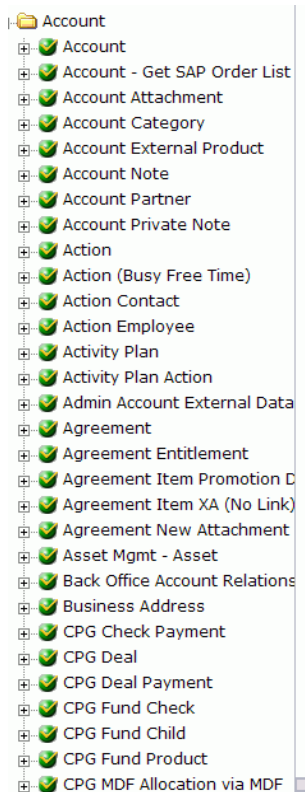 Account
Account
Account - Get SAP Order List
Account Attachment
Account Category
Account External Product
Account Note
Account Partner
Account Private Note
Action
Action (Busy Free Time)
Action Contact
Action Employee
Activity Plan
Activity Plan Action
Admin Account External Data
Agreement
Agreement Entitlement
Agreement Item Promotion D
Agreement Item XA (No Link)
Agreement New Attachment
Asset Mgmt - Asset
Back Office Account Relations
Business Address
CPG Check Payment
CPG Deal
CPG Deal Payment
CPG Fund Check
CPG Fund Child
CPG Fund Product
CPG MDF Allocation via MDF